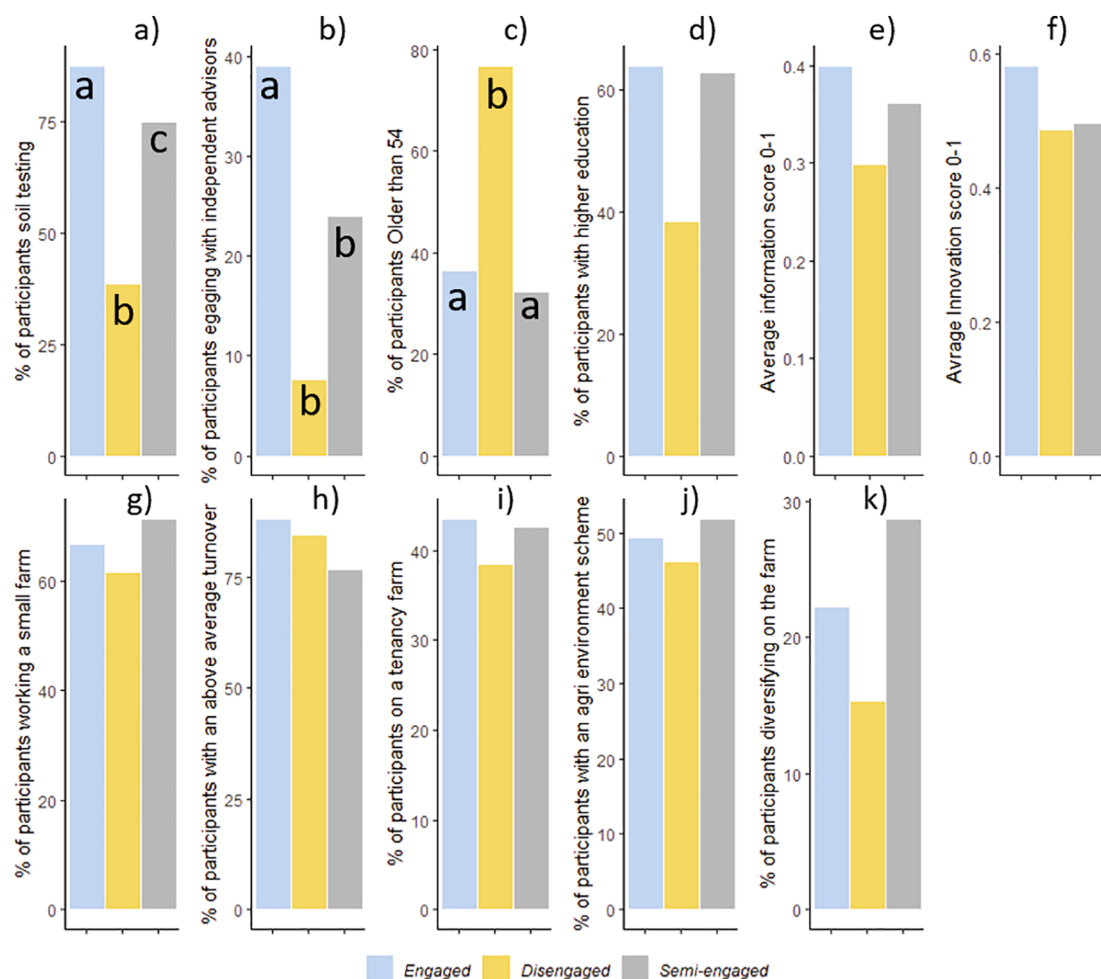 a)
% of participants soil testing
75
50
25
0
a
b
c
b)
% of participants egaging with independent advisors
40
30
20
10
0
a
b
b
c)
% of participants Older than 54
80
60
40
20
0
a
b
a
d)
% of participants with higher education
60
40
20
0
e)
Average information score 0-1
0.4
0.3
0.2
0.1
0.0
f)
Avrage Innovation score 0-1
0.6
0.4
0.2
0.0
g)
% of participants working a small farm
60
40
20
0
h)
% of participants with an above average turnover
75
50
25
0
i)
% of participants on a tenancy farm
40
30
20
10
0
j)
% of participants with an agri environment scheme
50
40
30
20
10
0
k)
% of participants diversifying on the farm
30
20
10
0
Engaged Disengaged Semi-engaged